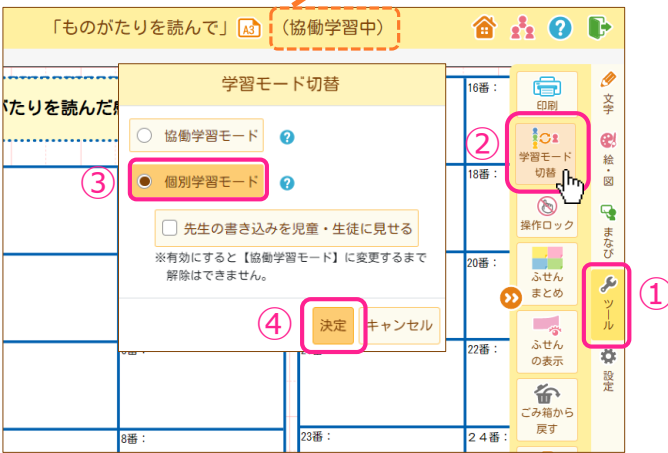 「ものがたりを読んで」 A3 (協働学習中)
がたりを読んだ
学習モード切替
協働学習モード
③
個別学習モード
先生の書き込みを児童・生徒に見せる
※有効にすると【協働学習モード】に変更するまで
解除はできません。
④
決定
キャンセル
8番:
23番:
16番:
18番:
20番:
22番:
24番:
印刷
②
学習モード
切替
操作ロック
ふせん
まとめ
ふせん
の表示
ごみ箱から
戻す
文字
絵・図
まなび
①
ツール
設定